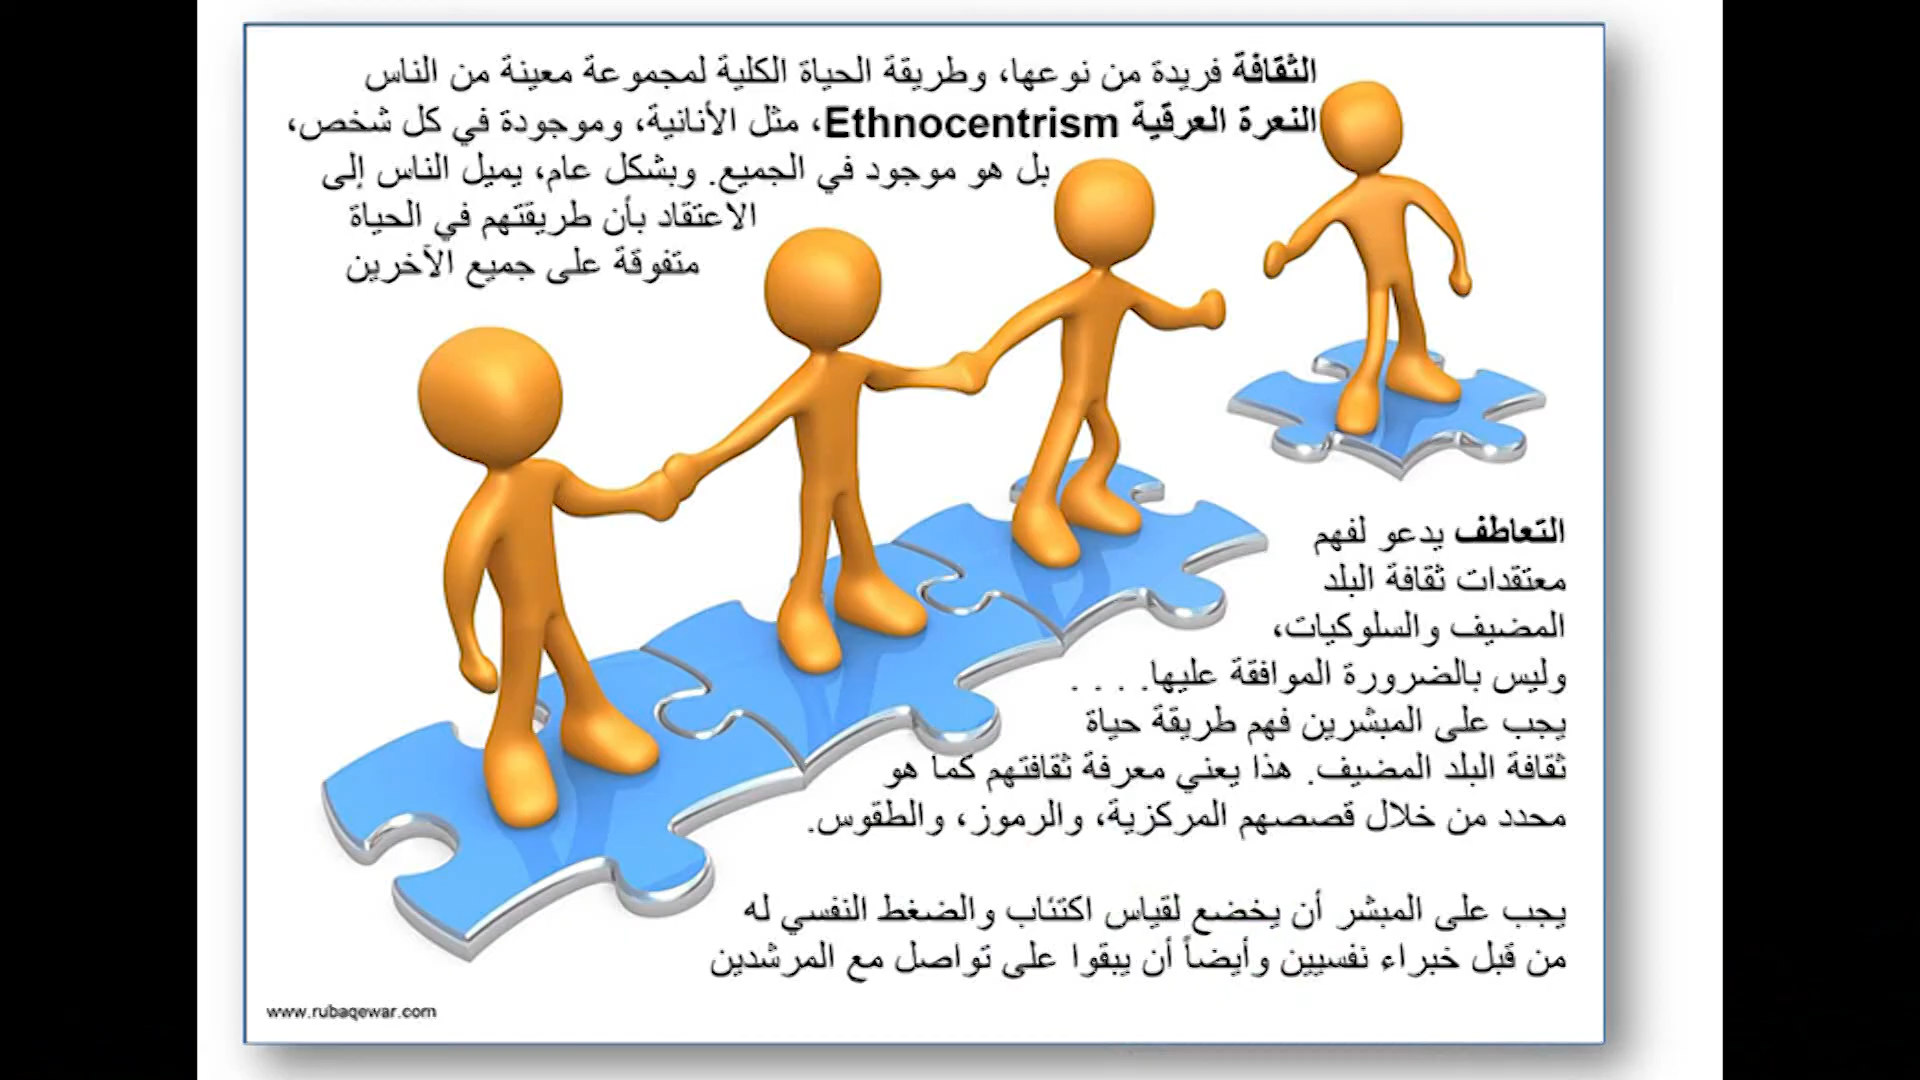 الثقافة فريدة من نوعها، وطريقة الحياة الكلية لمجموعة معينة من الناس
النعرة العرقية Ethnocentrism، مثل الأنانية، وموجودة في كل شخص،
بل هو موجود في الجميع. وبشكل عام، يميل الناس إلى
الاعتقاد بأن طريقتهم في الحياة
متفوقة على جميع الآخرين
التعاطف يدعو لفهم
معتقدات ثقافة البلد
المضيف والسلوكيات،
وليس بالضرورة الموافقة عليها. . . .
يجب على المبشرين فهم طريقة حياة
ثقافة البلد المضيف. هذا يعني معرفة ثقافتهم كما هو
محدد من خلال قصصهم المركزية، والرموز، والطقوس.
يجب على المبشر أن يخضع لقياس اكتئاب والضغط النفسي له
من قبل خبراء نفسيين وأيضاً أن يبقوا على تواصل مع المرشدين
www.rubaqewar.com